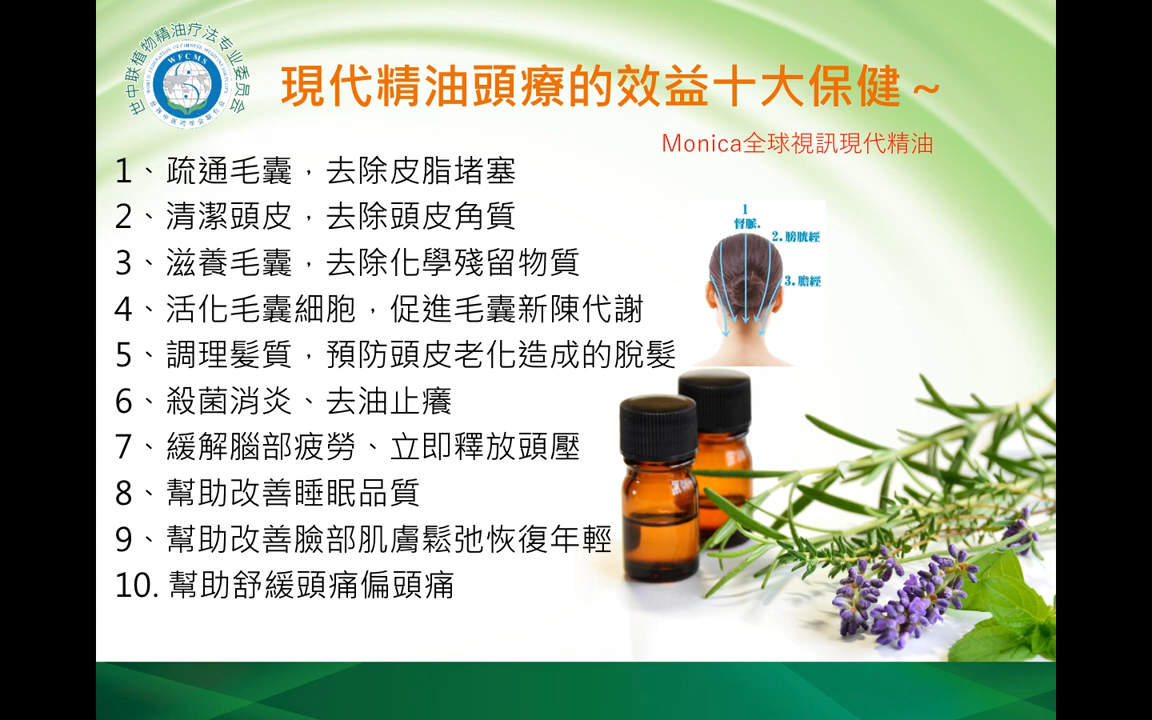 世中联植物精油疗法专业委员会
WFCMS
現代精油頭療的效益十大保健~
Monica全球視訊現代精油
1、疏通毛囊，去除皮脂堵塞
2、清潔頭皮，去除頭皮角質
3、滋養毛囊，去除化學殘留物質
4、活化毛囊細胞，促進毛囊新陳代謝
5、調理髮質，預防頭皮老化造成的脫髮
6、殺菌消炎、去油止癢
7、緩解腦部疲勞、立即釋放頭壓
8、幫助改善睡眠品質
9、幫助改善臉部肌膚鬆弛恢復年輕
10. 幫助舒緩頭痛偏頭痛
1
督脈.
2.膀胱經
3.膽經